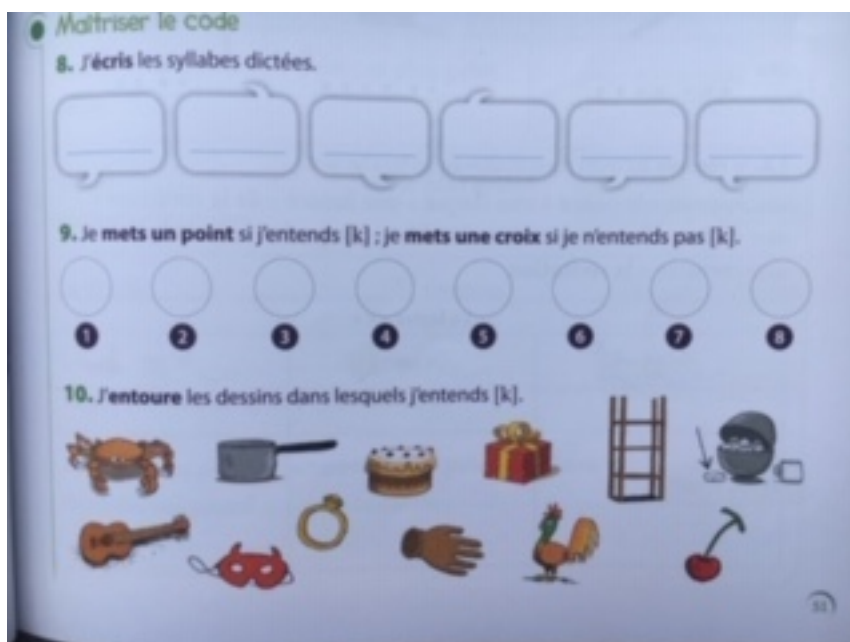 Maîtriser le code
8. J'écris les syllabes dictées.
9. Je mets un point si j'entends [k] ; je mets une croix si je n'entends pas [k].
1 2 3 4 5 6 7 8
10. J'entoure les dessins dans lesquels j'entends [k].
51